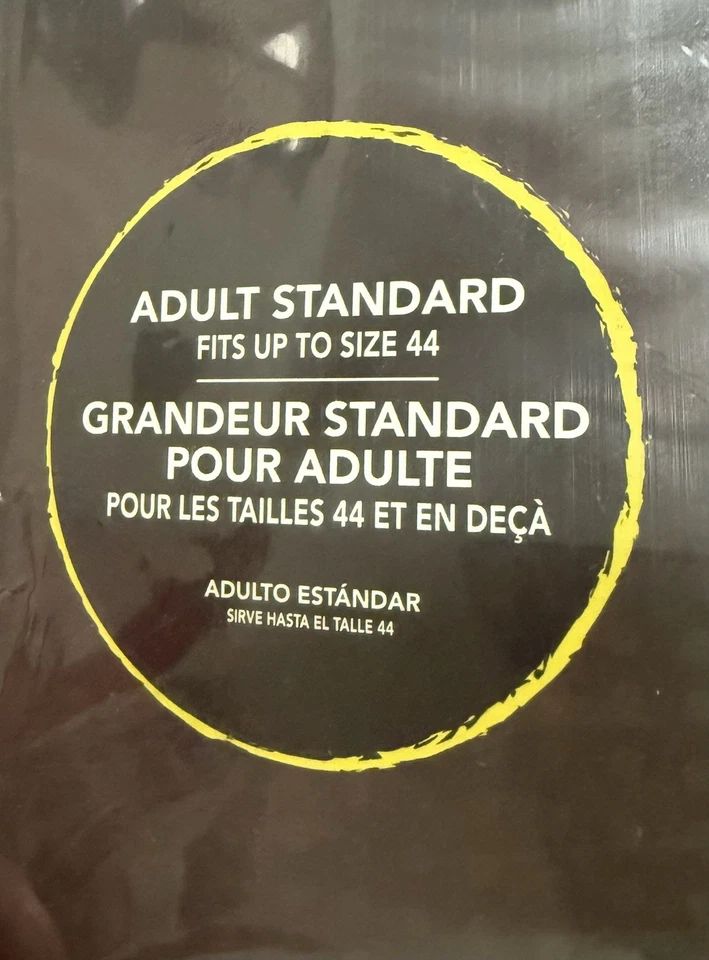 ADULT STANDARD
FITS UP TO SIZE 44
GRANDEUR STANDARD
POUR ADULTE
POUR LES TAILLES 44 ET EN DEÇÀ
ADULTO ESTÁNDAR
SIRVE HASTA EL TALLE 44